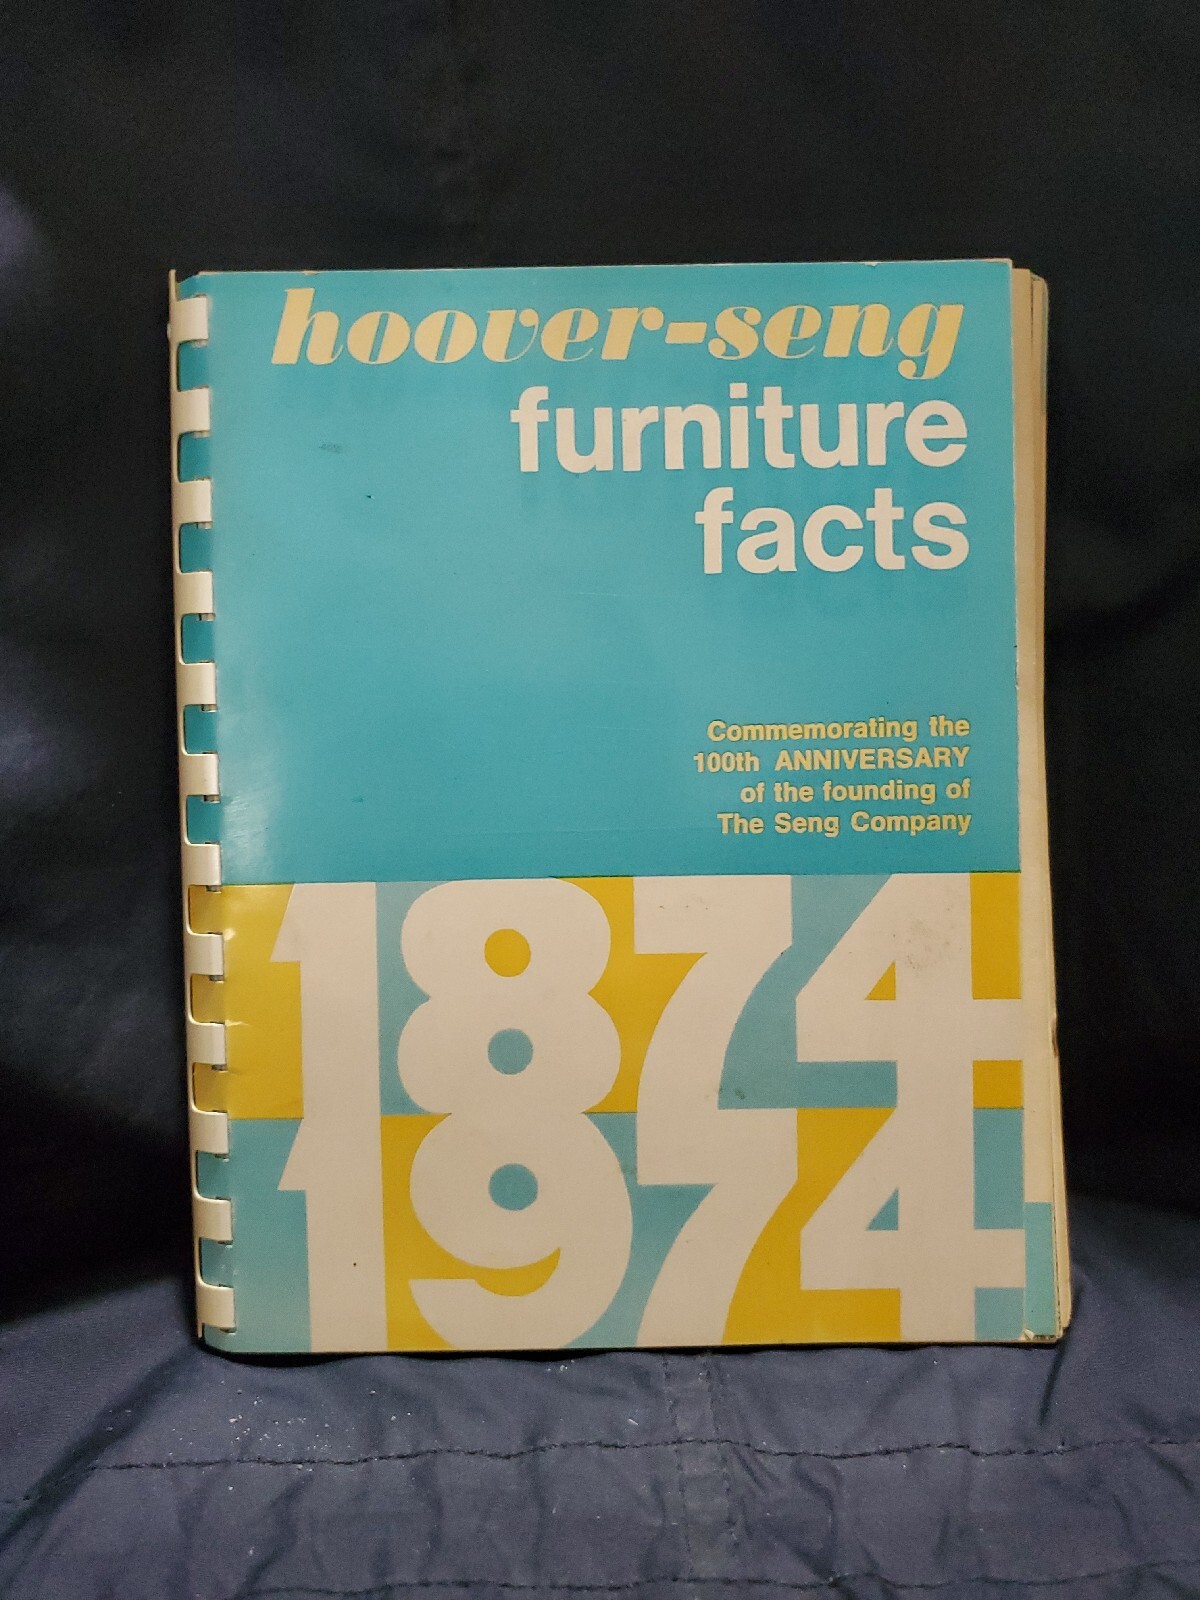 hoover-seng
furniture
facts
Commemorating the
100th ANNIVERSARY
of the founding of
The Seng Company
1874
1974